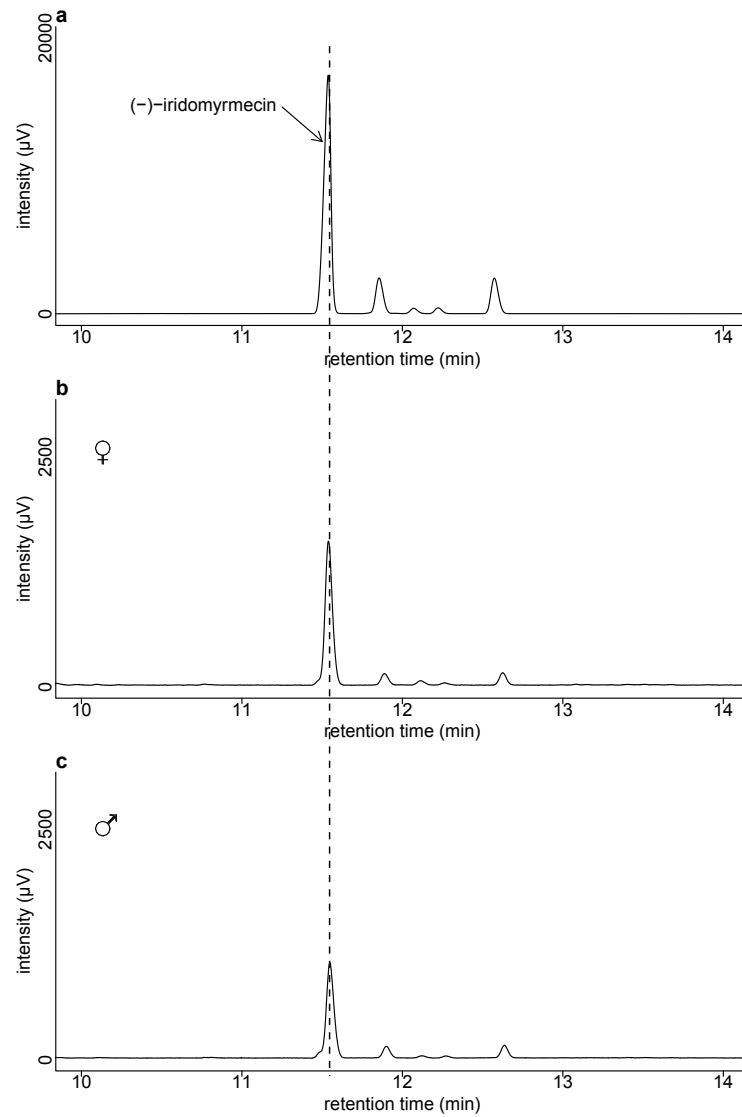 a
20000
(−)−iridomyrmecin
intensity (µV)
0
10 11 12 13 14
retention time (min)
b
2500
♀
intensity (µV)
0
10 11 12 13 14
retention time (min)
c
2500
♂
intensity (µV)
0
10 11 12 13 14
retention time (min)